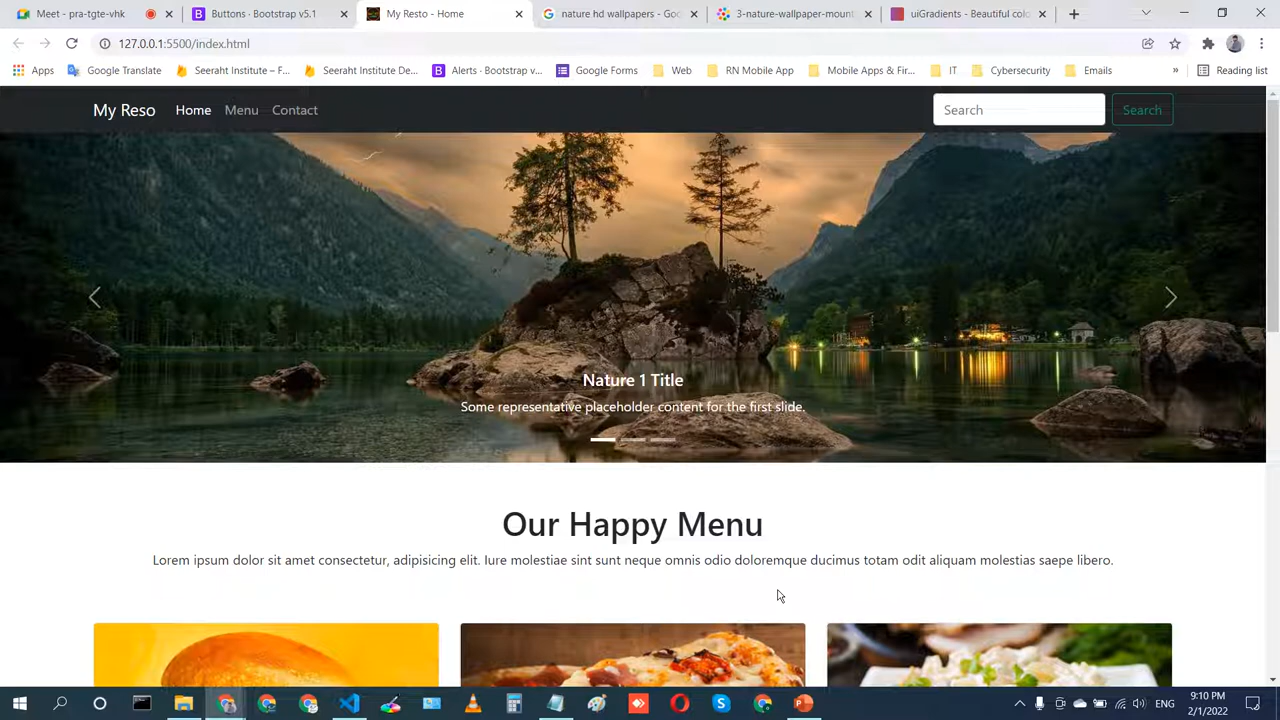 Meet - pra-tgte-vhk
Buttons · Bootstrap v5.1
My Resto - Home
nature hd wallpapers - Goo
3-nature-wallpaper-mount
uiGradients - Beautiful colo
127.0.0.1:5500/index.html
Apps
Google Translate
Seeraht Institute – F...
Seeraht Institute De...
Alerts · Bootstrap v...
Google Forms
Web
RN Mobile App
Mobile Apps & Fir...
IT
Cybersecurity
Emails
»
Reading list
My Reso
Home
Menu
Contact
Search
Search
Nature 1 Title
Some representative placeholder content for the first slide.
Our Happy Menu
Lorem ipsum dolor sit amet consectetur, adipisicing elit. Iure molestiae sint sunt neque omnis odio doloremque ducimus totam odit aliquam molestias saepe libero.
ENG
9:10 PM
2/1/2022